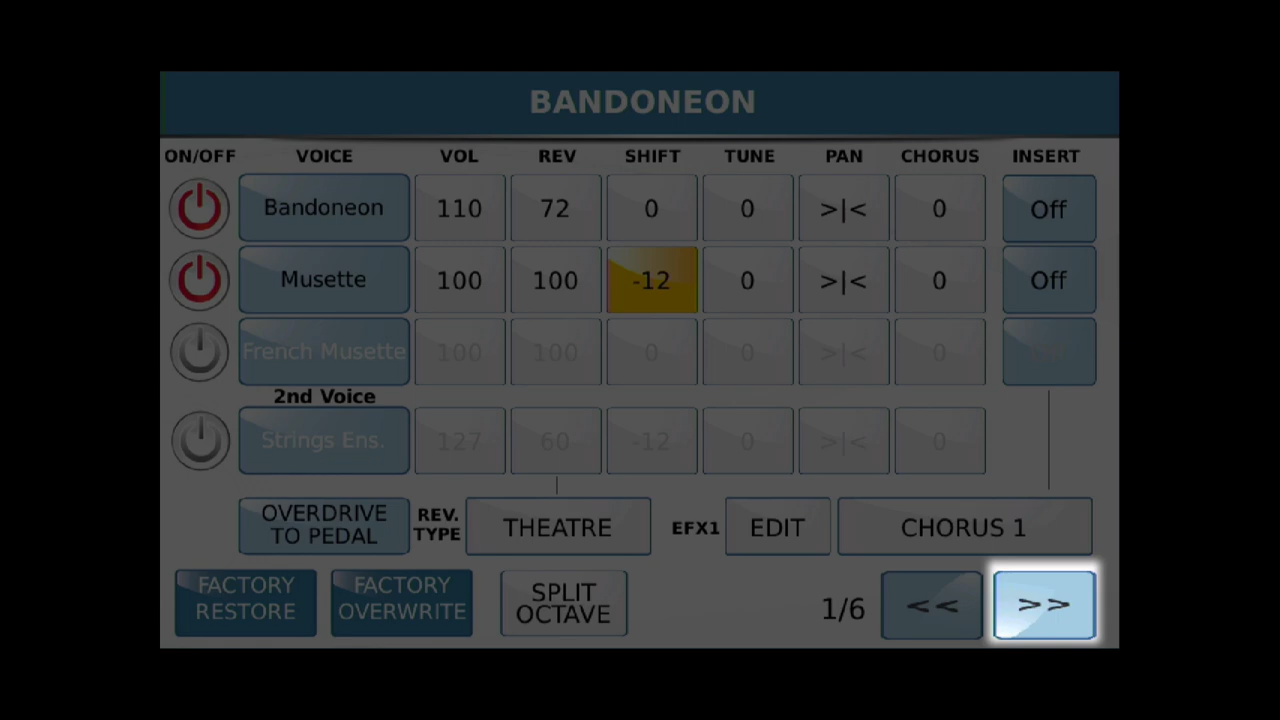 BANDONEON
ON/OFF VOICE VOL REV SHIFT TUNE PAN CHORUS INSERT
Bandoneon 110 72 0 0 >|< 0 Off
Musette 100 100 -12 0 >|< 0 Off
French Musette 100 100 0 0 >|< 0
2nd Voice
Strings Ens. 127 60 -12 0 >|< 0
OVERDRIVE TO PEDAL REV. TYPE THEATRE EFX1 EDIT CHORUS 1
FACTORY RESTORE FACTORY OVERWRITE SPLIT OCTAVE 1/6 << >>